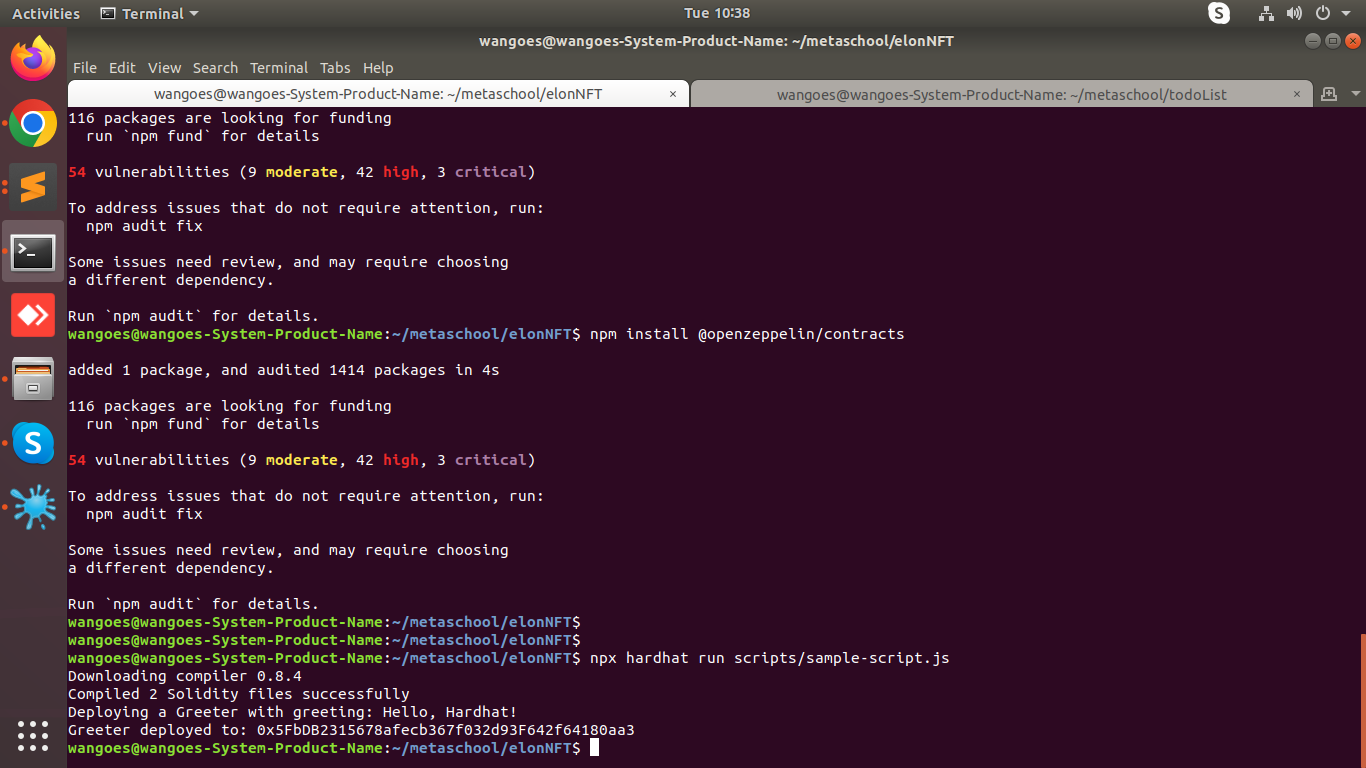 Activities Terminal Tue 10:38
wangoes@wangoes-System-Product-Name: ~/metaschool/elonNFT
File Edit View Search Terminal Tabs Help
wangoes@wangoes-System-Product-Name: ~/metaschool/elonNFT × wangoes@wangoes-System-Product-Name: ~/metaschool/todoList ×
116 packages are looking for funding
  run `npm fund` for details
54 vulnerabilities (9 moderate, 42 high, 3 critical)
To address issues that do not require attention, run:
  npm audit fix
Some issues need review, and may require choosing
a different dependency.
Run `npm audit` for details.
wangoes@wangoes-System-Product-Name:~/metaschool/elonNFT$ npm install @openzeppelin/contracts
added 1 package, and audited 1414 packages in 4s
116 packages are looking for funding
  run `npm fund` for details
54 vulnerabilities (9 moderate, 42 high, 3 critical)
To address issues that do not require attention, run:
  npm audit fix
Some issues need review, and may require choosing
a different dependency.
Run `npm audit` for details.
wangoes@wangoes-System-Product-Name:~/metaschool/elonNFT$
wangoes@wangoes-System-Product-Name:~/metaschool/elonNFT$
wangoes@wangoes-System-Product-Name:~/metaschool/elonNFT$ npx hardhat run scripts/sample-script.js
Downloading compiler 0.8.4
Compiled 2 Solidity files successfully
Deploying a Greeter with greeting: Hello, Hardhat!
Greeter deployed to: 0x5FbDB2315678afecb367f032d93F642f64180aa3
wangoes@wangoes-System-Product-Name:~/metaschool/elonNFT$